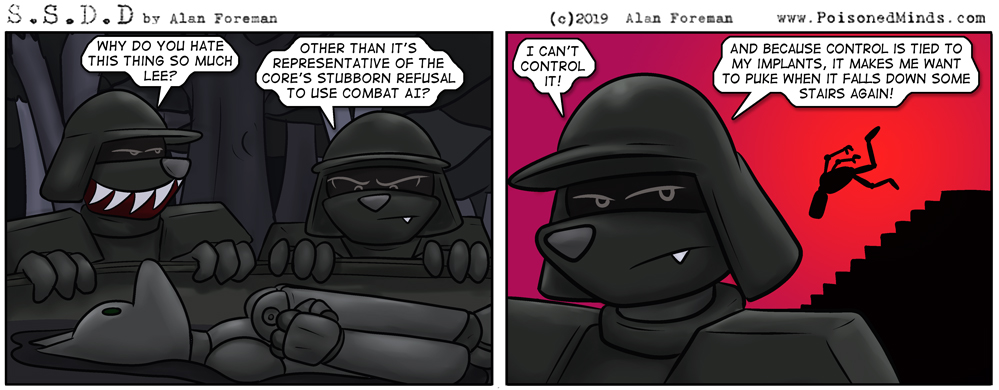 S.S.D.D by Alan Foreman (c)2019 Alan Foreman www.PoisonedMinds.com
WHY DO YOU HATE
THIS THING SO MUCH
LEE?
OTHER THAN IT'S
REPRESENTATIVE OF THE
CORE'S STUBBORN REFUSAL
TO USE COMBAT AI?
I CAN'T
CONTROL
IT!
AND BECAUSE CONTROL IS TIED TO
MY IMPLANTS, IT MAKES ME WANT
TO PUKE WHEN IT FALLS DOWN SOME
STAIRS AGAIN!